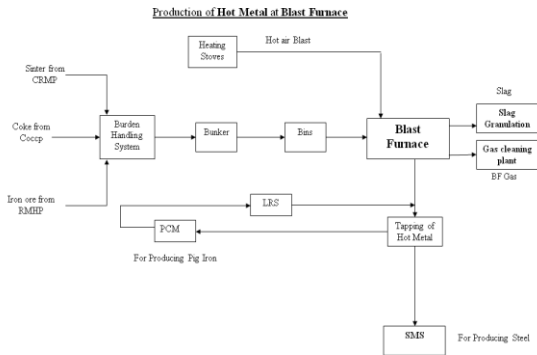 Production of Hot Metal at Blast Furnace
Heating
Stoves
Hot air Blast
Sinter from
CRMP
Coke from
Coccp
Iron ore from
RMHP
Burden
Handling
System
Bunker
Bins
Blast
Furnace
Slag
Slag
Granulation
Gas cleaning
plant
BF Gas
LRS
PCM
For Producing Pig Iron
Tapping of
Hot Metal
SMS
For Producing Steel